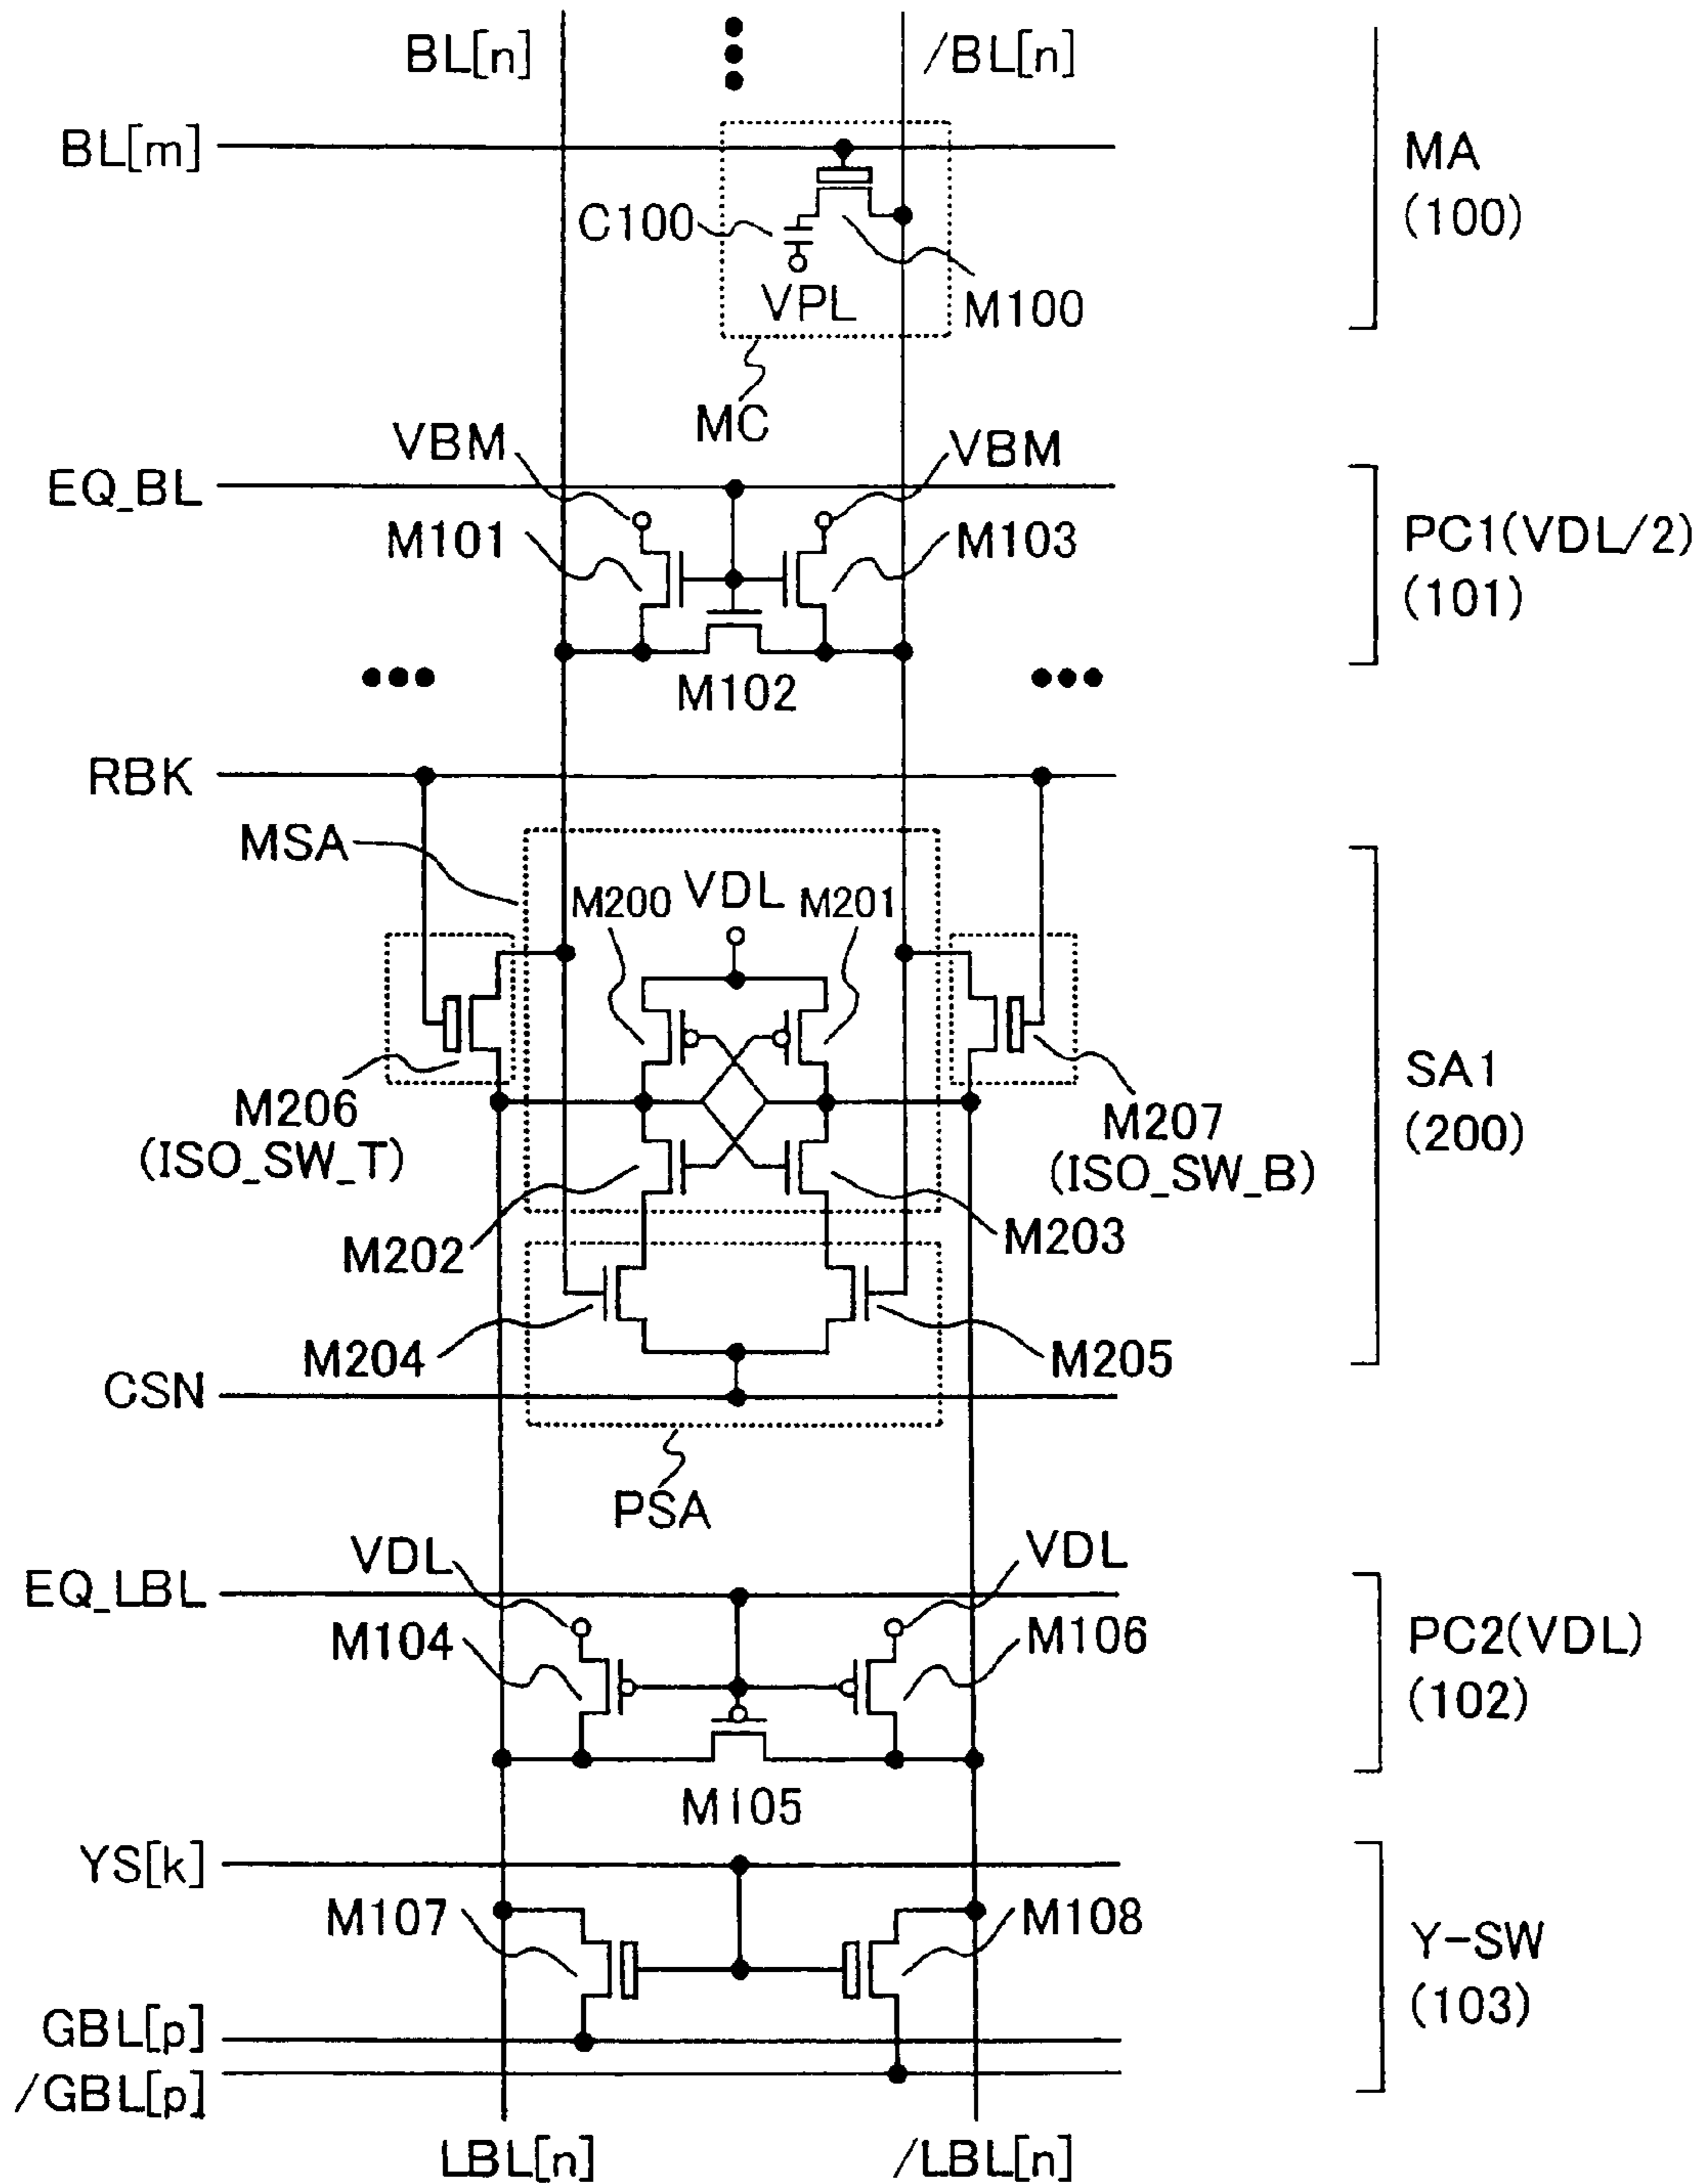 BL[n]
/BL[n]
BL[m]
MA
(100)
C100
VPL
M100
MC
VBM
VBM
EQ_BL
M101
M103
PC1(VDL/2)
(101)
M102
RBK
MSA
M200
VDL
M201
M206
(ISO_SW_T)
M207
(ISO_SW_B)
SA1
(200)
M202
M203
M204
M205
CSN
PSA
VDL
VDL
EQ_LBL
M104
M106
PC2(VDL)
(102)
M105
YS[k]
M107
M108
Y-SW
(103)
GBL[p]
/GBL[p]
LBL[n]
/LBL[n]